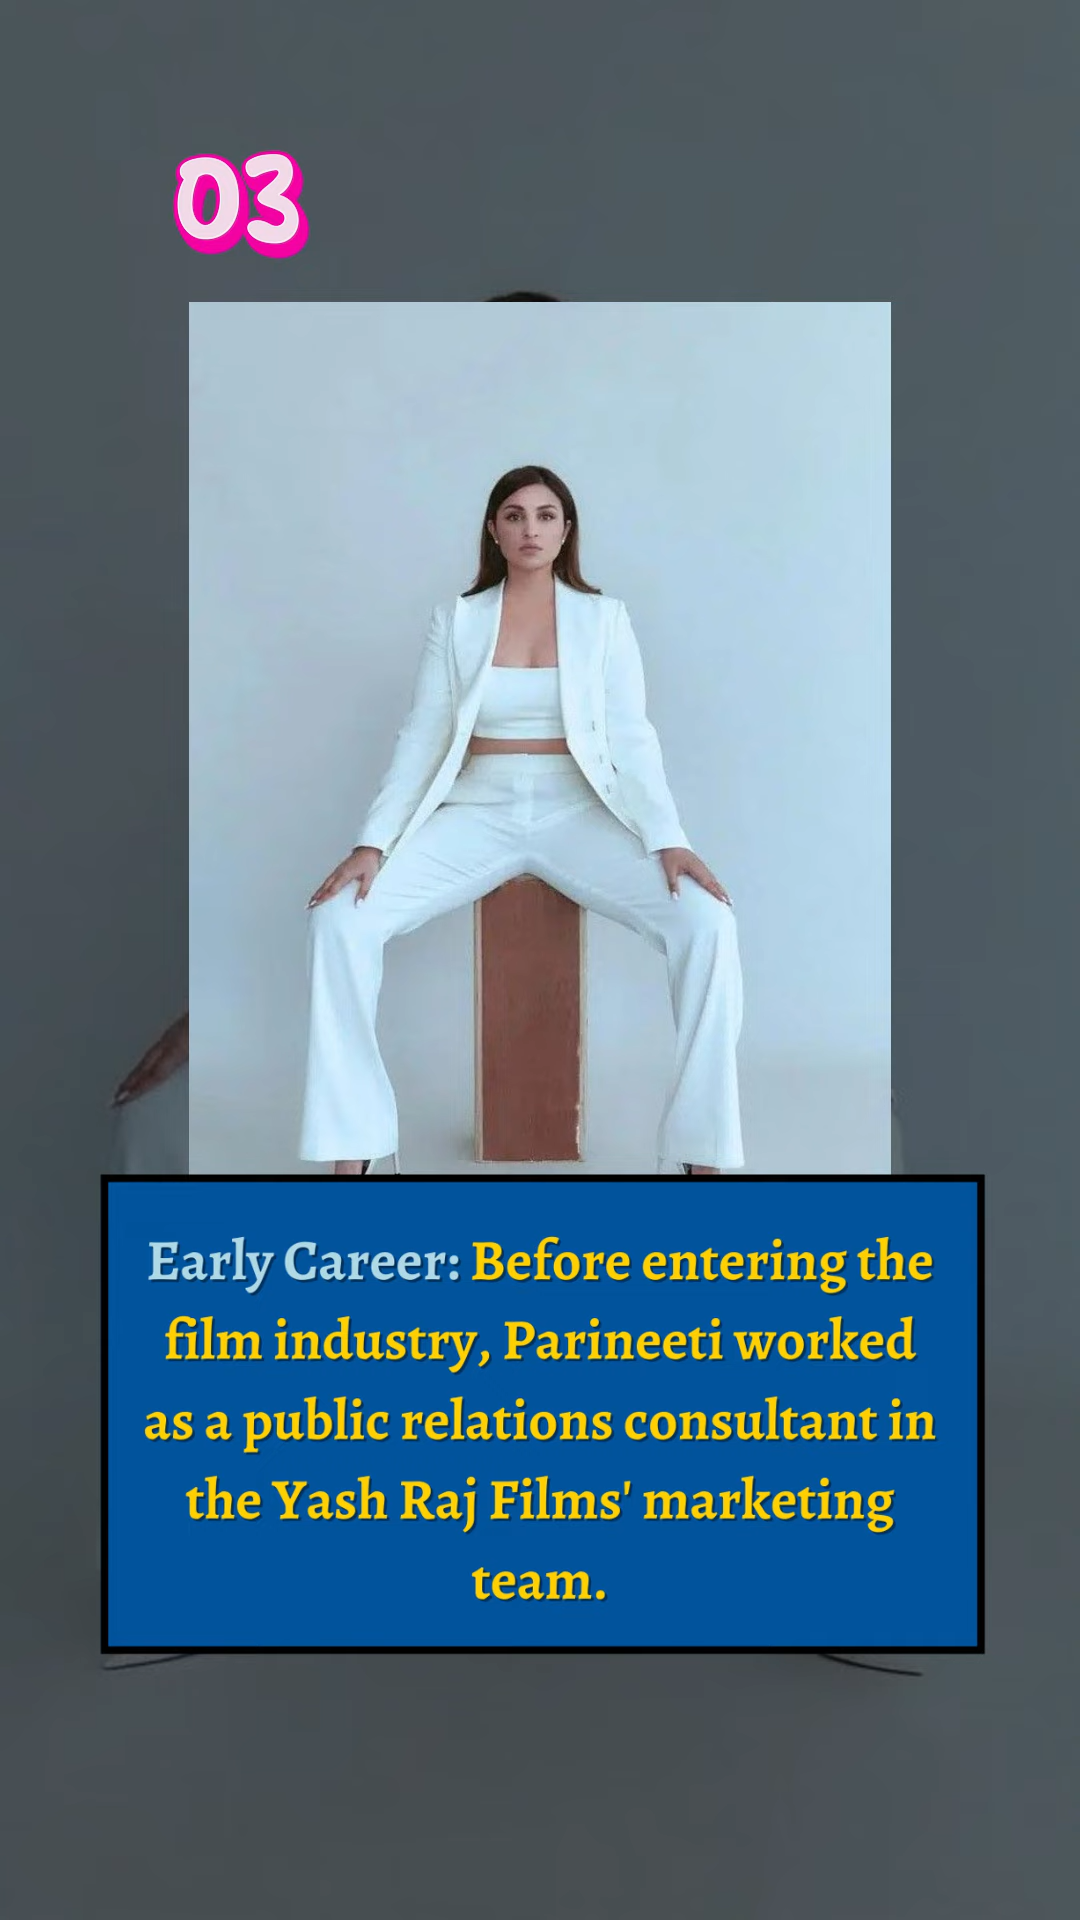 03
Early Career: Before entering the
film industry, Parineeti worked
as a public relations consultant in
the Yash Raj Films' marketing
team.